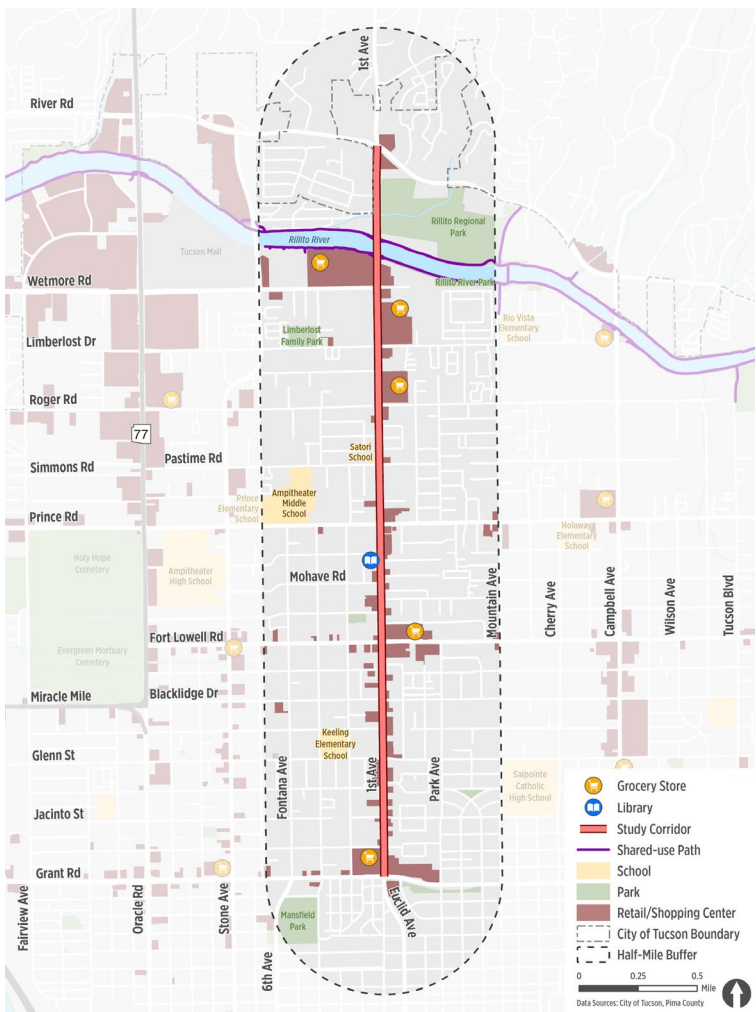 1st Ave
River Rd
Rillito Regional
Park
Rillito River
Tucson Mall
Wetmore Rd
Rillito River Park
Rio Vista
Elementary
School
Limberlost
Family Park
Limberlost Dr
Roger Rd
77
Pastime Rd
Satori
School
Simmons Rd
Prince
Elementary
School
Ampitheater
Middle
School
Prince Rd
Holaway
Elementary
School
Holy Hope
Cemetery
Ampitheater
High School
Mohave Rd
Mountain Ave
Cherry Ave
Campbell Ave
Wilson Ave
Tucson Blvd
Fort Lowell Rd
Evergreen Mortuary
Cemetery
Miracle Mile
Blacklidge Dr
Keeling
Elementary
School
Glenn St
Fontana Ave
1st Ave
Park Ave
Salpointe
Catholic
High School
Jacinto St
Grant Rd
Fairview Ave
Oracle Rd
Stone Ave
6th Ave
Mansfield
Park
Euclid Ave
Grocery Store
Library
Study Corridor
Shared-use Path
School
Park
Retail/Shopping Center
City of Tucson Boundary
Half-Mile Buffer
0 0.25 0.5
Mile
Data Sources: City of Tucson, Pima County